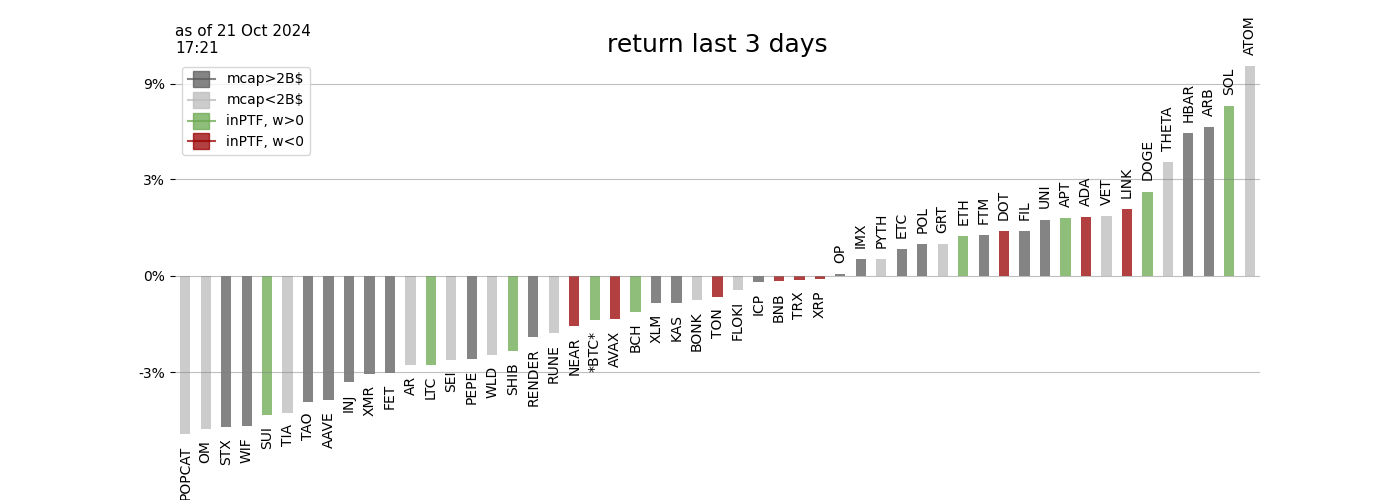 as of 21 Oct 2024
17:21
return last 3 days
mcap>2B$
mcap<2B$
inPTF, w>0
inPTF, w<0
9%
3%
0%
-3%
POPCAT
OM
STX
WIF
SUI
TIA
TAO
AAVE
INJ
XMR
FET
AR
LTC
SEI
PEPE
WLD
SHIB
RENDER
RUNE
NEAR
*BTC*
AVAX
BCH
XLM
KAS
BONK
TON
FLOKI
ICP
BNB
TRX
XRP
OP
IMX
PYTH
ETC
POL
GRT
ETH
FTM
DOT
FIL
UNI
APT
ADA
VET
LINK
DOGE
THETA
HBAR
ARB
SOL
ATOM